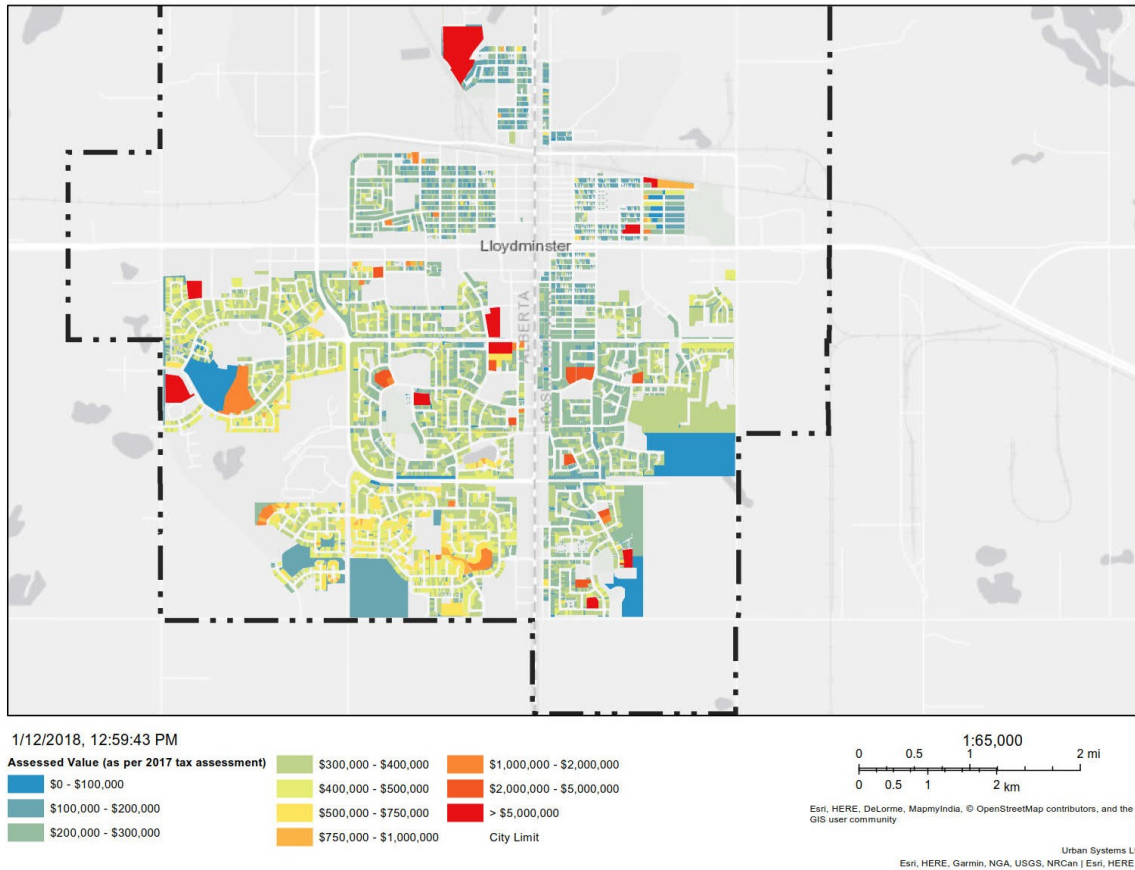 Lloydminster
ALBERTA
1/12/2018, 12:59:43 PM
Assessed Value (as per 2017 tax assessment)
$0 - $100,000
$100,000 - $200,000
$200,000 - $300,000
$300,000 - $400,000
$400,000 - $500,000
$500,000 - $750,000
$750,000 - $1,000,000
$1,000,000 - $2,000,000
$2,000,000 - $5,000,000
> $5,000,000
City Limit
1:65,000
0 0.5 1 2 mi
0 0.5 1 2 km
Esri, HERE, DeLorme, MapmyIndia, © OpenStreetMap contributors, and the
GIS user community
Urban Systems
Esri, HERE, Garmin, NGA, USGS, NRCan | Esri, HERE